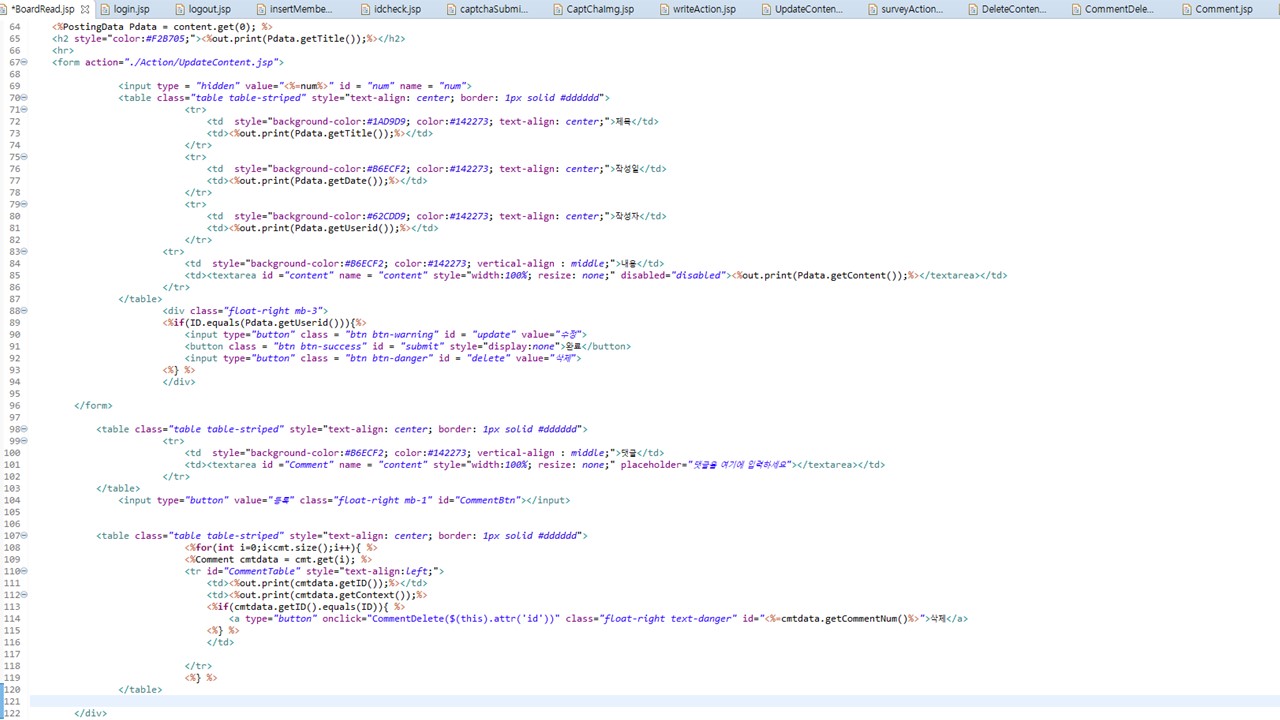 *BoardRead.jsp login.jsp logout.jsp insertMembe... idcheck.jsp captchaSubmi... CaptChaImg.jsp writeAction.jsp UpdateConten... surveyAction... DeleteConten... CommentDele... Comment.jsp
64 <%PostingData Pdata = content.get(0); %>
65 <h2 style="color:#F2B705;"><%out.print(Pdata.getTitle());%></h2>
66 <hr>
67 <form action="./Action/UpdateContent.jsp">
68
69 <input type = "hidden" value="<%=num%>" id = "num" name = "num">
70 <table class="table table-striped" style="text-align: center; border: 1px solid #dddddd">
71 <tr>
72 <td  style="background-color:#1AD9D9; color:#142273; text-align: center;">제목</td>
73 <td><%out.print(Pdata.getTitle());%></td>
74 </tr>
75 <tr>
76 <td  style="background-color:#B6ECF2; color:#142273; text-align: center;">작성일</td>
77 <td><%out.print(Pdata.getDate());%></td>
78 </tr>
79 <tr>
80 <td  style="background-color:#62CDD9; color:#142273; text-align: center;">작성자</td>
81 <td><%out.print(Pdata.getUserid());%></td>
82 </tr>
83 <tr>
84 <td  style="background-color:#B6ECF2; color:#142273; vertical-align : middle;">내용</td>
85 <td><textarea id ="content" name = "content" style="width:100%; resize: none;" disabled="disabled"><%out.print(Pdata.getContent());%></textarea></td>
86 </tr>
87 </table>
88 <div class="float-right mb-3">
89 <%if(ID.equals(Pdata.getUserid())){%>
90 <input type="button" class = "btn btn-warning" id = "update" value="수정">
91 <button class = "btn btn-success" id = "submit" style="display:none">완료</button>
92 <input type="button" class = "btn btn-danger" id = "delete" value="삭제">
93 <%} %>
94 </div>
95
96 </form>
97
98 <table class="table table-striped" style="text-align: center; border: 1px solid #dddddd">
99 <tr>
100 <td  style="background-color:#B6ECF2; color:#142273; vertical-align : middle;">댓글</td>
101 <td><textarea id ="Comment" name = "content" style="width:100%; resize: none;" placeholder="댓글을 여기에 입력하세요"></textarea></td>
102 </tr>
103 </table>
104 <input type="button" value="등록" class="float-right mb-1" id="CommentBtn"></input>
105
106
107 <table class="table table-striped" style="text-align: center; border: 1px solid #dddddd">
108 <%for(int i=0;i<cmt.size();i++){ %>
109 <%Comment cmtdata = cmt.get(i); %>
110 <tr id="CommentTable" style="text-align:left;">
111 <td><%out.print(cmtdata.getID());%></td>
112 <td><%out.print(cmtdata.getContext());%>
113 <%if(cmtdata.getID().equals(ID)){ %>
114 <a type="button" onclick="CommentDelete($(this).attr('id'))" class="float-right text-danger" id="<%=cmtdata.getCommentNum()%>">삭제</a>
115 <%} %>
116 </td>
117
118 </tr>
119 <%} %>
120 </table>
121
122 </div>